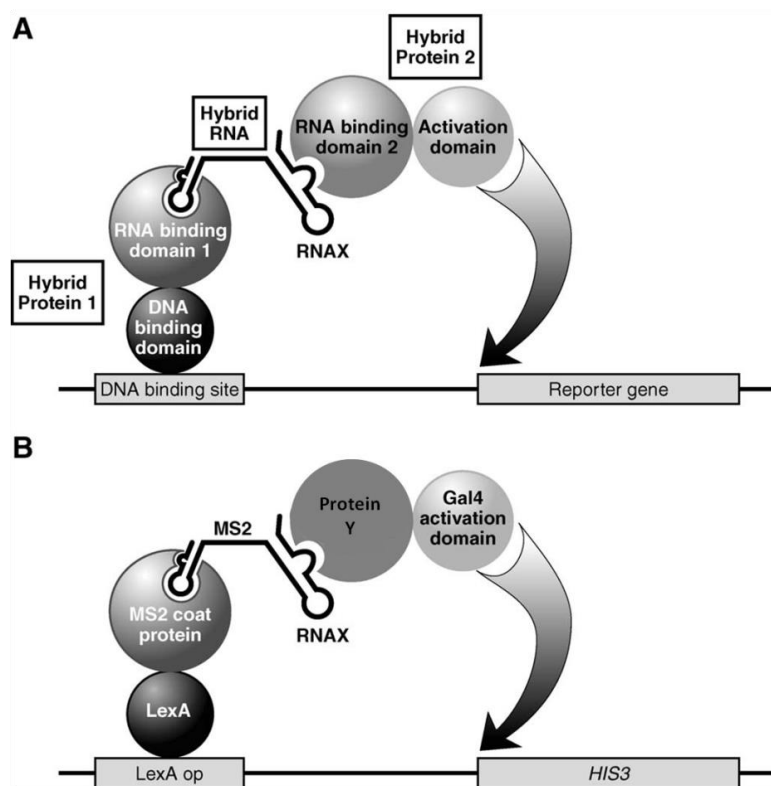 A
Hybrid
Protein 2
Hybrid
RNA
RNA binding
domain 2
Activation
domain
RNA binding
domain 1
RNAX
Hybrid
Protein 1
DNA
binding
domain
DNA binding site
Reporter gene
B
Protein
Y
Gal4
activation
domain
MS2
MS2 coat
protein
RNAX
LexA
LexA op
HIS3